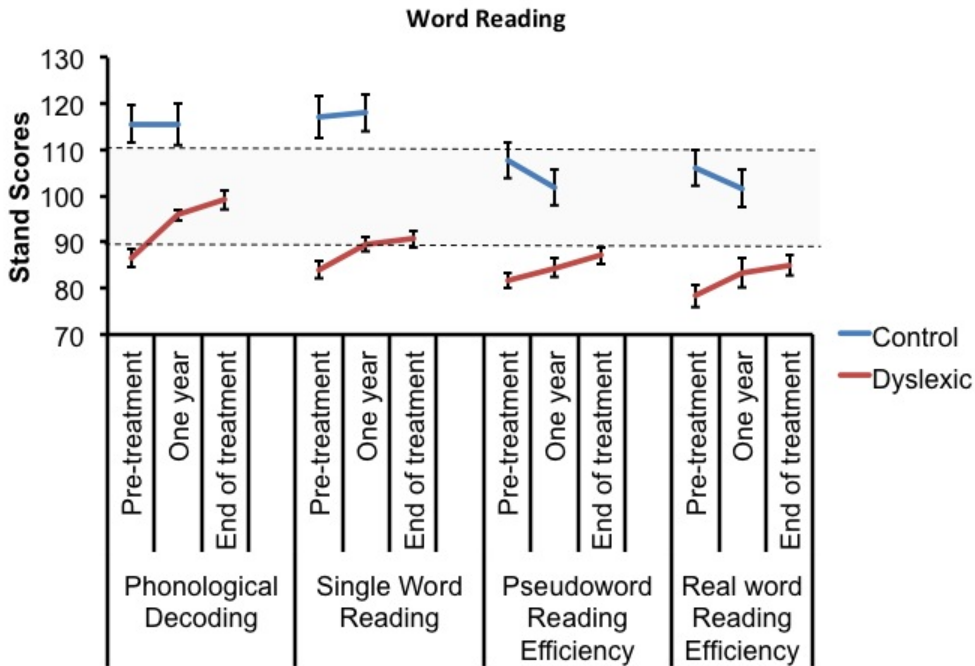 Word Reading
Stand Scores
130
120
110
100
90
80
70
Pre-treatment
One year
End of treatment
Pre-treatment
One year
End of treatment
Pre-treatment
One year
End of treatment
Pre-treatment
One year
End of treatment
Phonological
Decoding
Single Word
Reading
Pseudoword
Reading
Efficiency
Real word
Reading
Efficiency
Control
Dyslexic